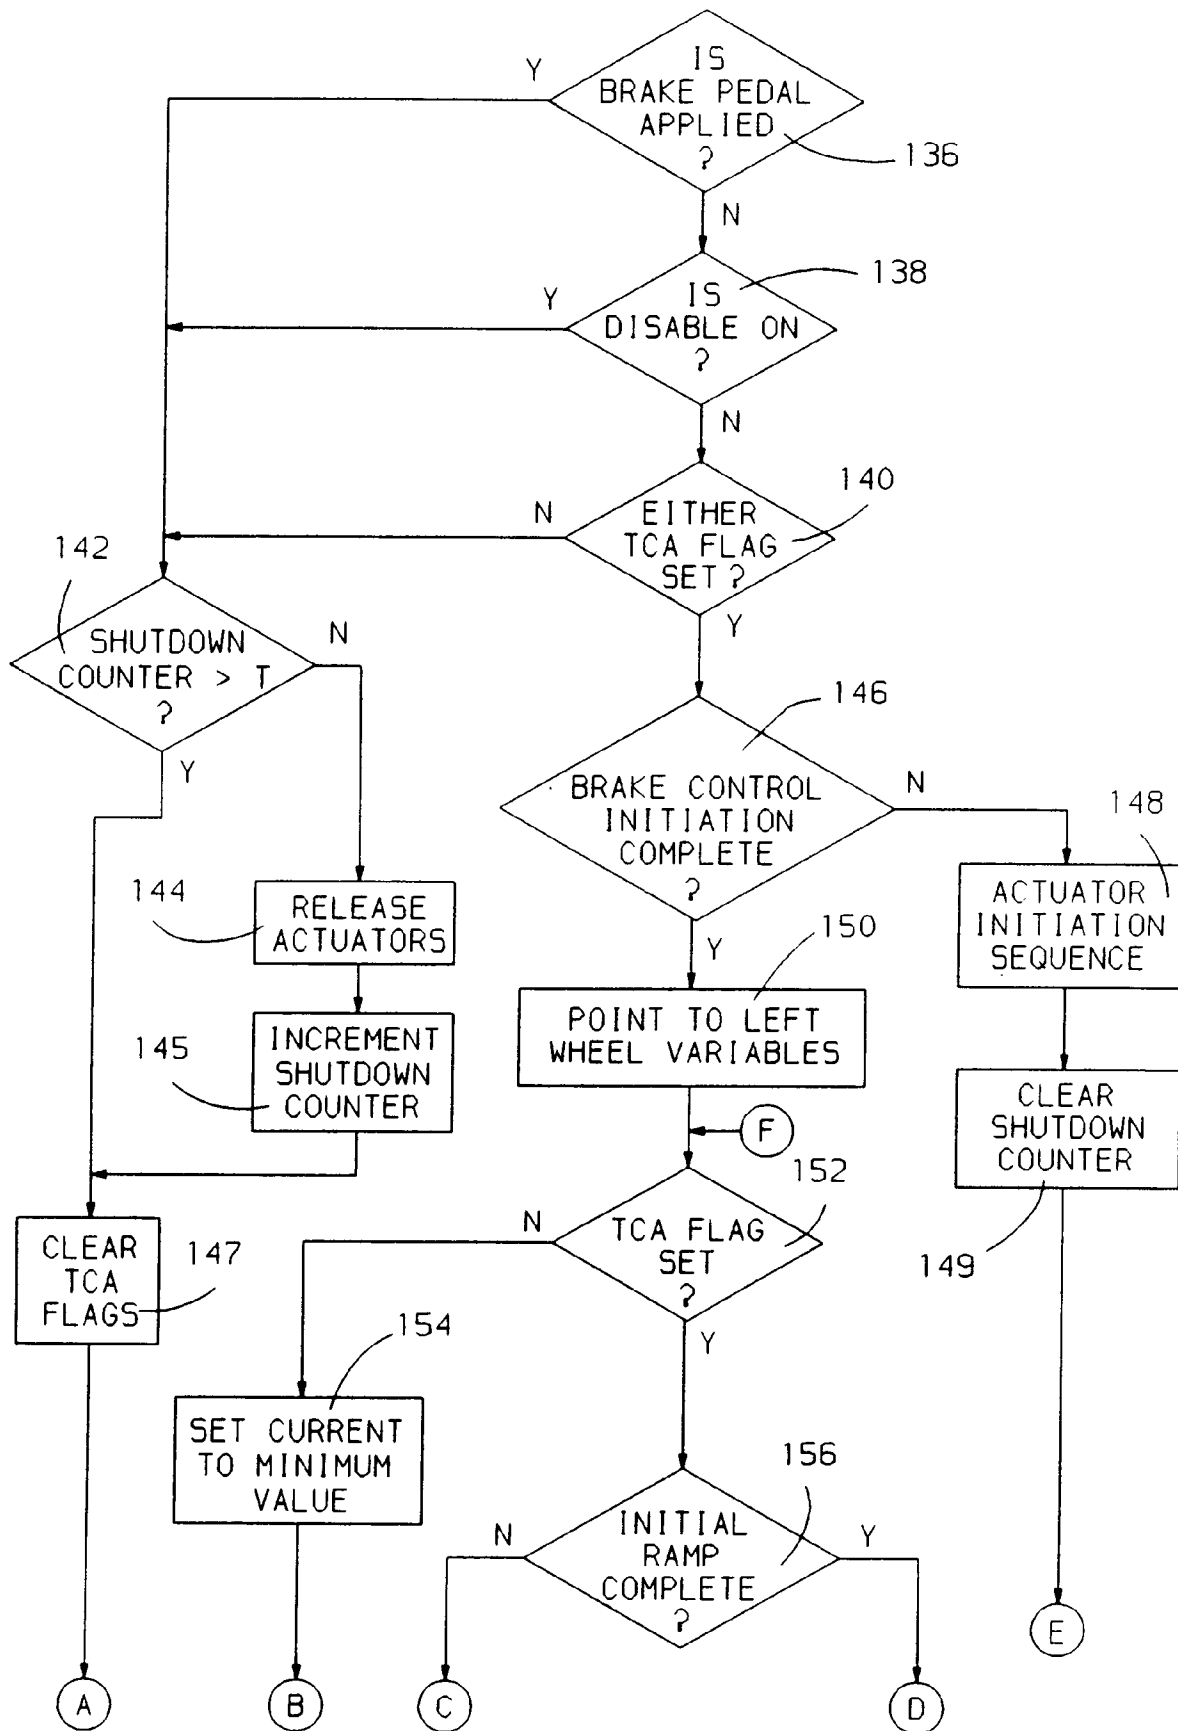 IS
BRAKE PEDAL
APPLIED
?
136
Y
N
IS
DISABLE ON
?
138
Y
N
EITHER
TCA FLAG
SET ?
140
N
Y
142
SHUTDOWN
COUNTER > T
?
N
Y
146
BRAKE CONTROL
INITIATION
COMPLETE
?
N
Y
144
RELEASE
ACTUATORS
148
ACTUATOR
INITIATION
SEQUENCE
150
POINT TO LEFT
WHEEL VARIABLES
145
INCREMENT
SHUTDOWN
COUNTER
CLEAR
SHUTDOWN
COUNTER
149
F
152
TCA FLAG
SET
?
N
Y
CLEAR
TCA
FLAGS
147
154
SET CURRENT
TO MINIMUM
VALUE
156
INITIAL
RAMP
COMPLETE
?
N
Y
E
A
B
C
D